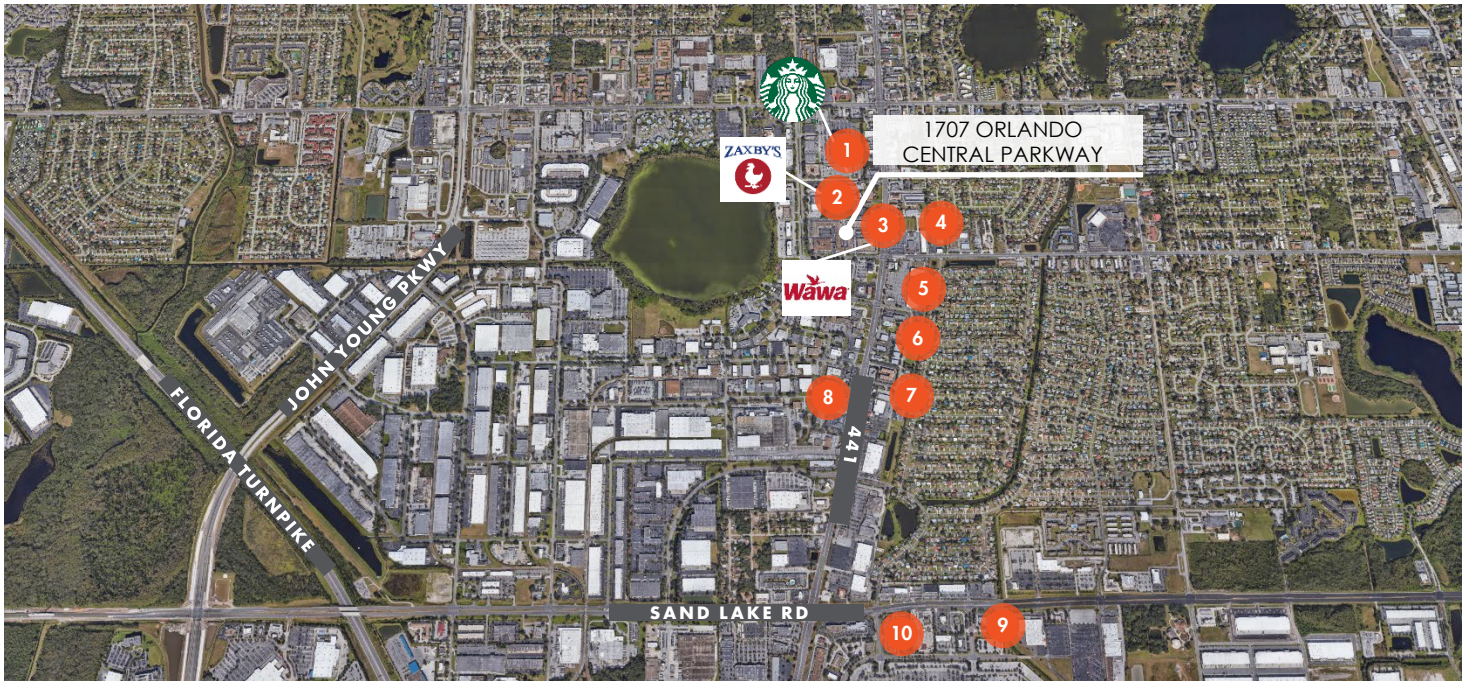 1
1707 ORLANDO
CENTRAL PARKWAY
ZAXBY'S
2
3
4
Wawa
5
6
7
8
JOHN YOUNG PKWY
FLORIDA TURNPIKE
441
SAND LAKE RD
9
10